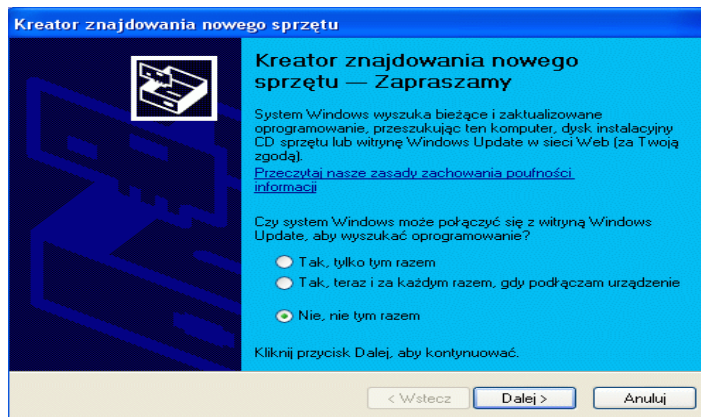 Kreator znajdowania nowego sprzętu
Kreator znajdowania nowego
sprzętu — Zapraszamy
System Windows wyszuka bieżące i zaktualizowane
oprogramowanie, przeszukując ten komputer, dysk instalacyjny
CD sprzętu lub witrynę Windows Update w sieci Web (za Twoją
zgodą).
Przeczytaj nasze zasady zachowania poufności
informacji
Czy system Windows może połączyć się z witryną Windows
Update, aby wyszukać oprogramowanie?
Tak, tylko tym razem
Tak, teraz i za każdym razem, gdy podłączam urządzenie
Nie, nie tym razem
Kliknij przycisk Dalej, aby kontynuować.
< Wstecz Dalej > Anuluj